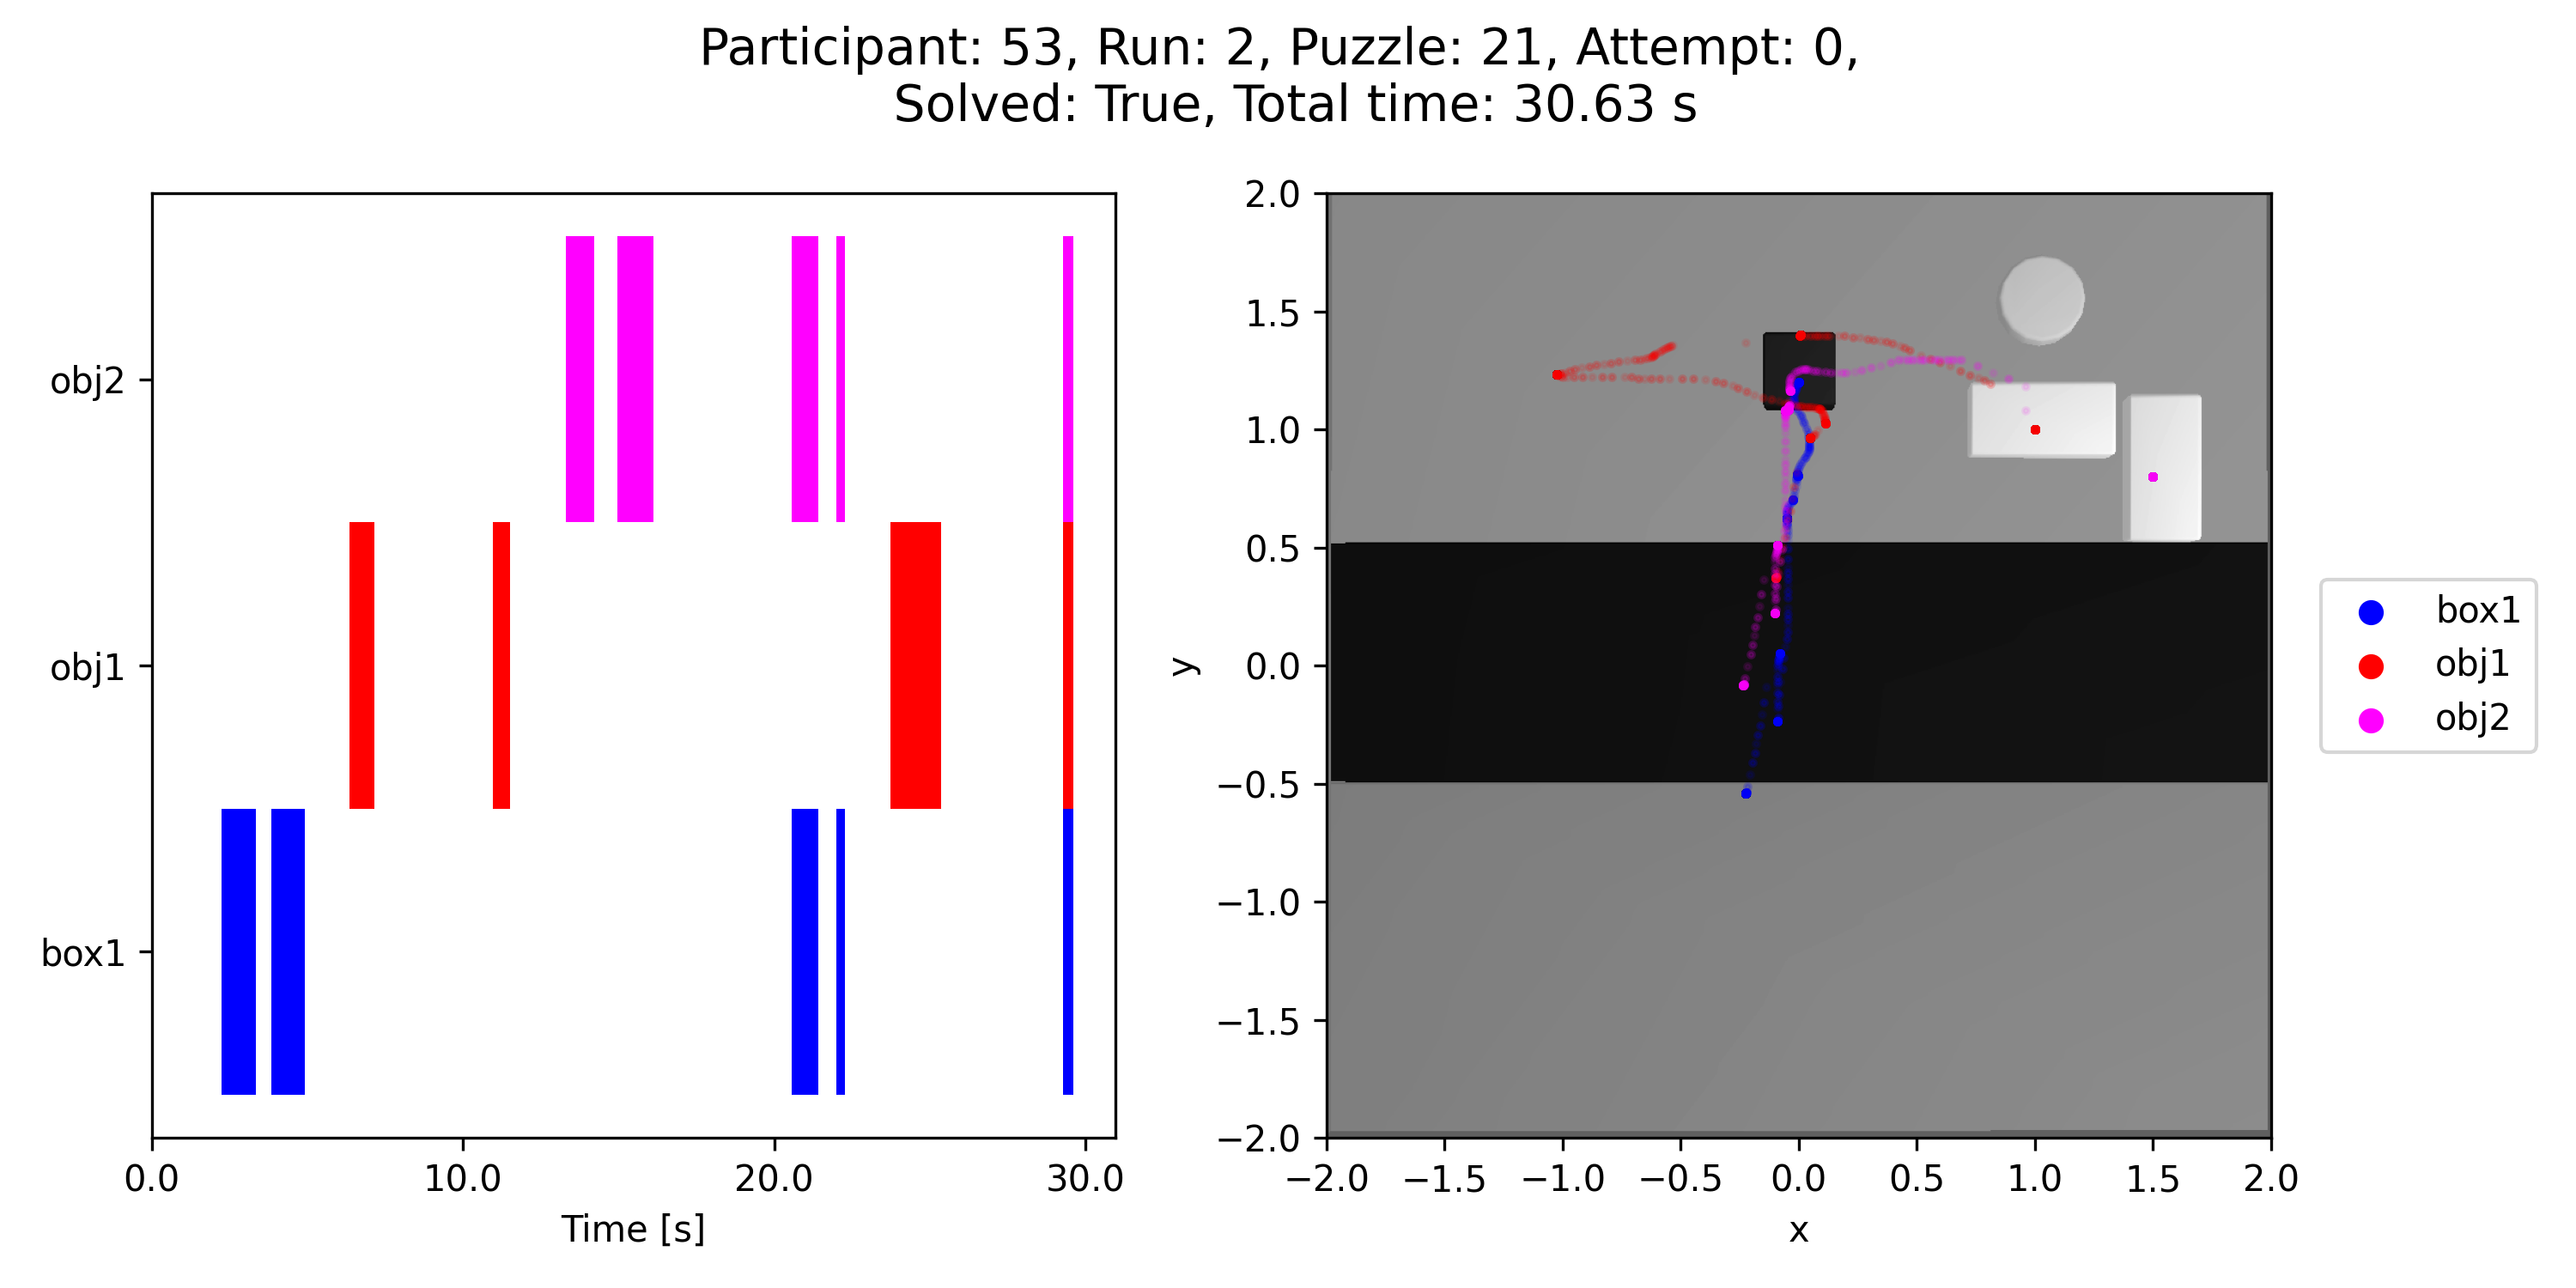 Participant: 53, Run: 2, Puzzle: 21, Attempt: 0,
Solved: True, Total time: 30.63 s
obj2
obj1
box1
0.0 10.0 20.0 30.0
Time [s]
2.0
1.5
1.0
0.5
0.0
−0.5
−1.0
−1.5
−2.0
y
−2.0 −1.5 −1.0 −0.5 0.0 0.5 1.0 1.5 2.0
x
box1
obj1
obj2